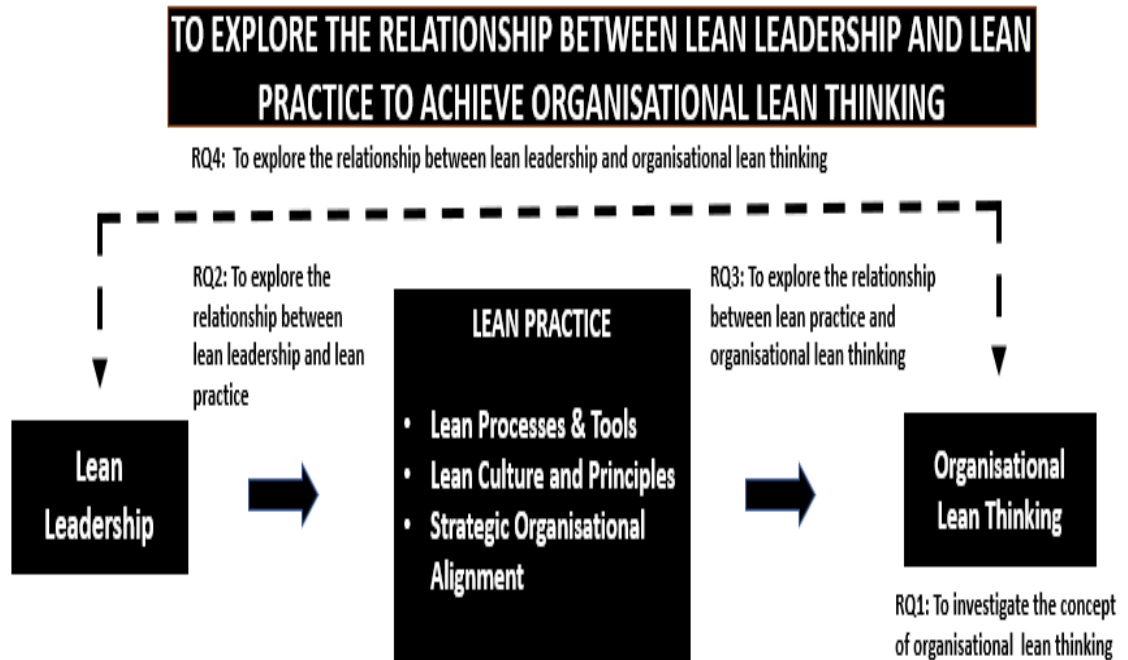 TO EXPLORE THE RELATIONSHIP BETWEEN LEAN LEADERSHIP AND LEAN
PRACTICE TO ACHIEVE ORGANISATIONAL LEAN THINKING
RQ4: To explore the relationship between lean leadership and organisational lean thinking
RQ2: To explore the
relationship between
lean leadership and lean
practice
RQ3: To explore the relationship
between lean practice and
organisational lean thinking
Lean
Leadership
LEAN PRACTICE
• Lean Processes & Tools
• Lean Culture and Principles
• Strategic Organisational
Alignment
Organisational
Lean Thinking
RQ1: To investigate the concept
of organisational lean thinking